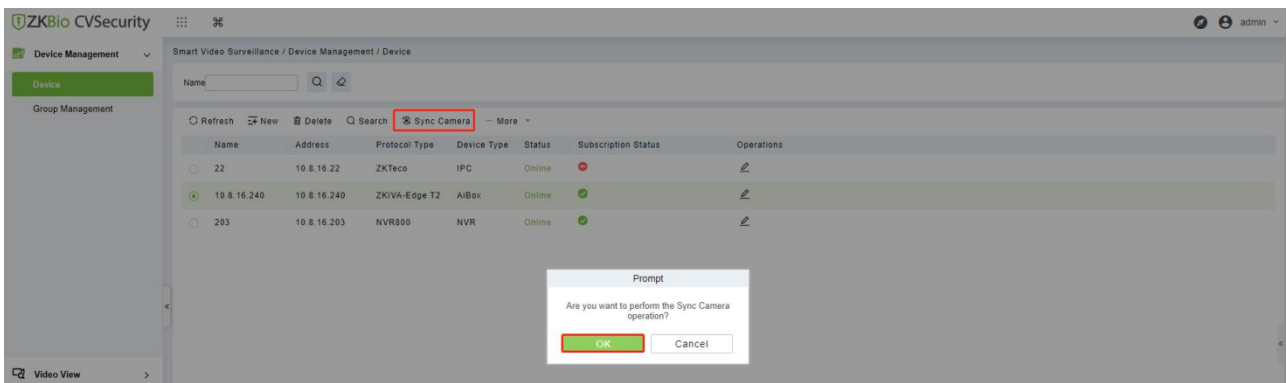 ZKBio CVSecurity
admin
Device Management
Smart Video Surveillance / Device Management / Device
Device
Name
Group Management
Refresh New Delete Search Sync Camera ··· More
Name Address Protocol Type Device Type Status Subscription Status Operations
22 10.8.16.22 ZKTeco IPC Online
10.8.16.240 10.8.16.240 ZKIVA-Edge T2 AiBox Online
203 10.8.16.203 NVR800 NVR Online
Prompt
Are you want to perform the Sync Camera
operation?
OK Cancel
Video View